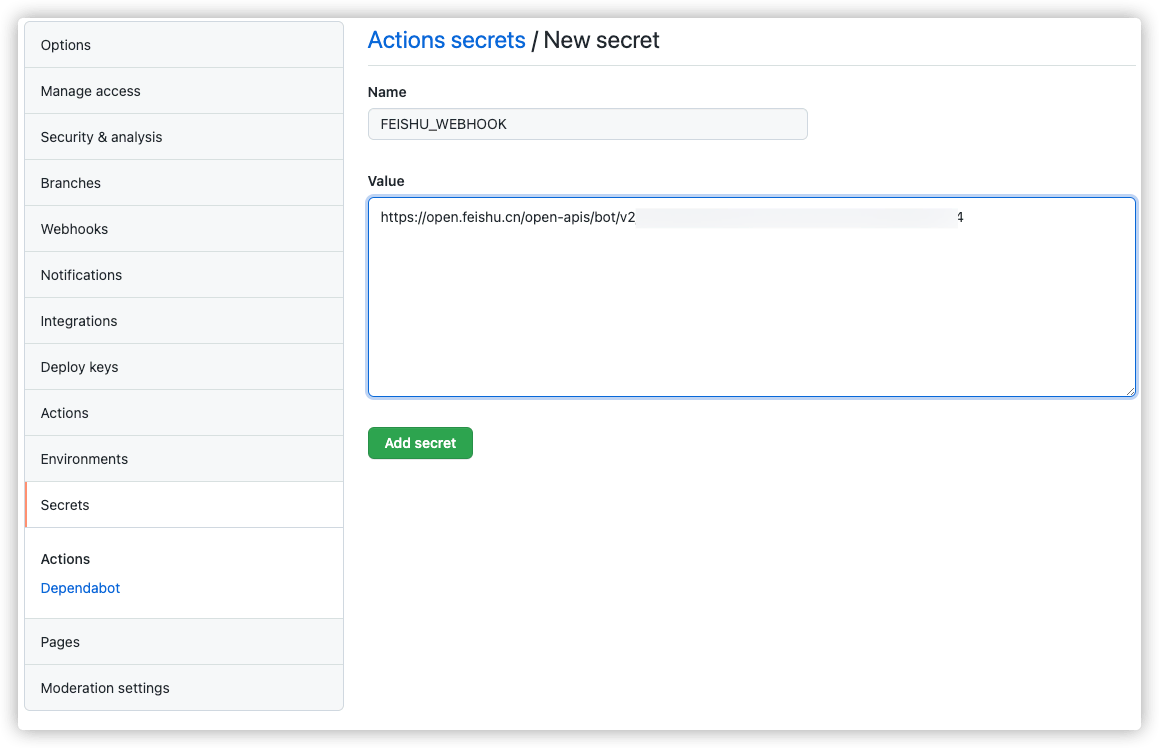 Options
Manage access
Security & analysis
Branches
Webhooks
Notifications
Integrations
Deploy keys
Actions
Environments
Secrets
Actions
Dependabot
Pages
Moderation settings
Actions secrets / New secret
Name
FEISHU_WEBHOOK
Value
https://open.feishu.cn/open-apis/bot/v2 4
Add secret